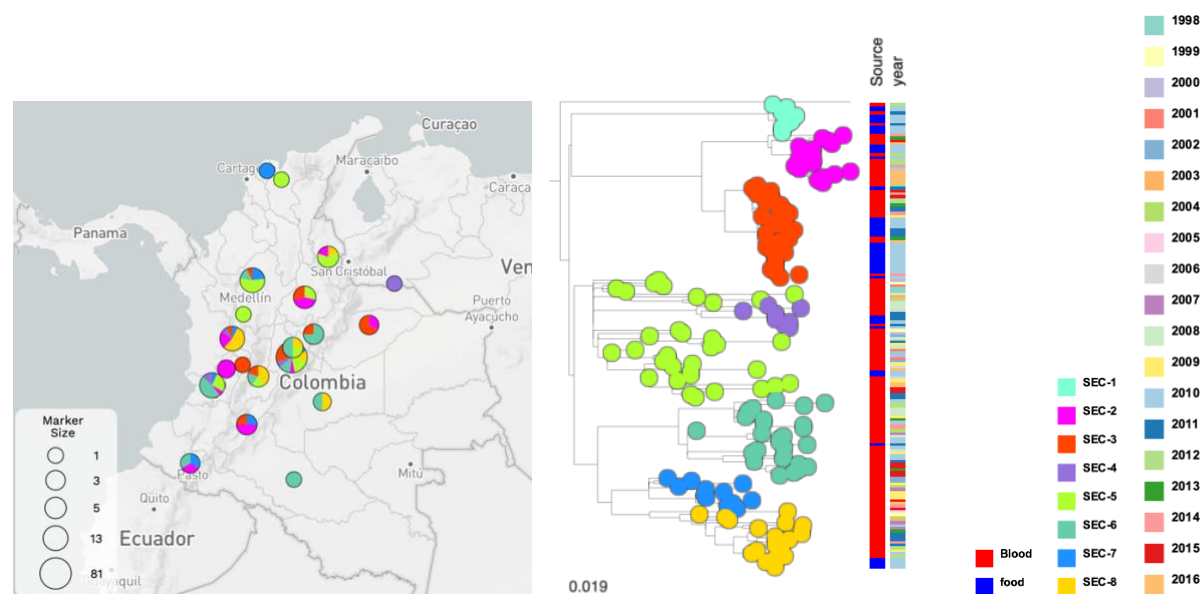 Curaçao
Cartag
Maracaibo
Caraca
Panama
San Cristóbal
Ven
Medellín
Puerto
Ayacucho
Colombia
Pasto
Mitú
Quito
Ecuador
Guayaquil
Marker
Size
1
3
5
13
81
0.019
Source
year
Blood
food
SEC-1
SEC-2
SEC-3
SEC-4
SEC-5
SEC-6
SEC-7
SEC-8
1998
1999
2000
2001
2002
2003
2004
2005
2006
2007
2008
2009
2010
2011
2012
2013
2014
2015
2016